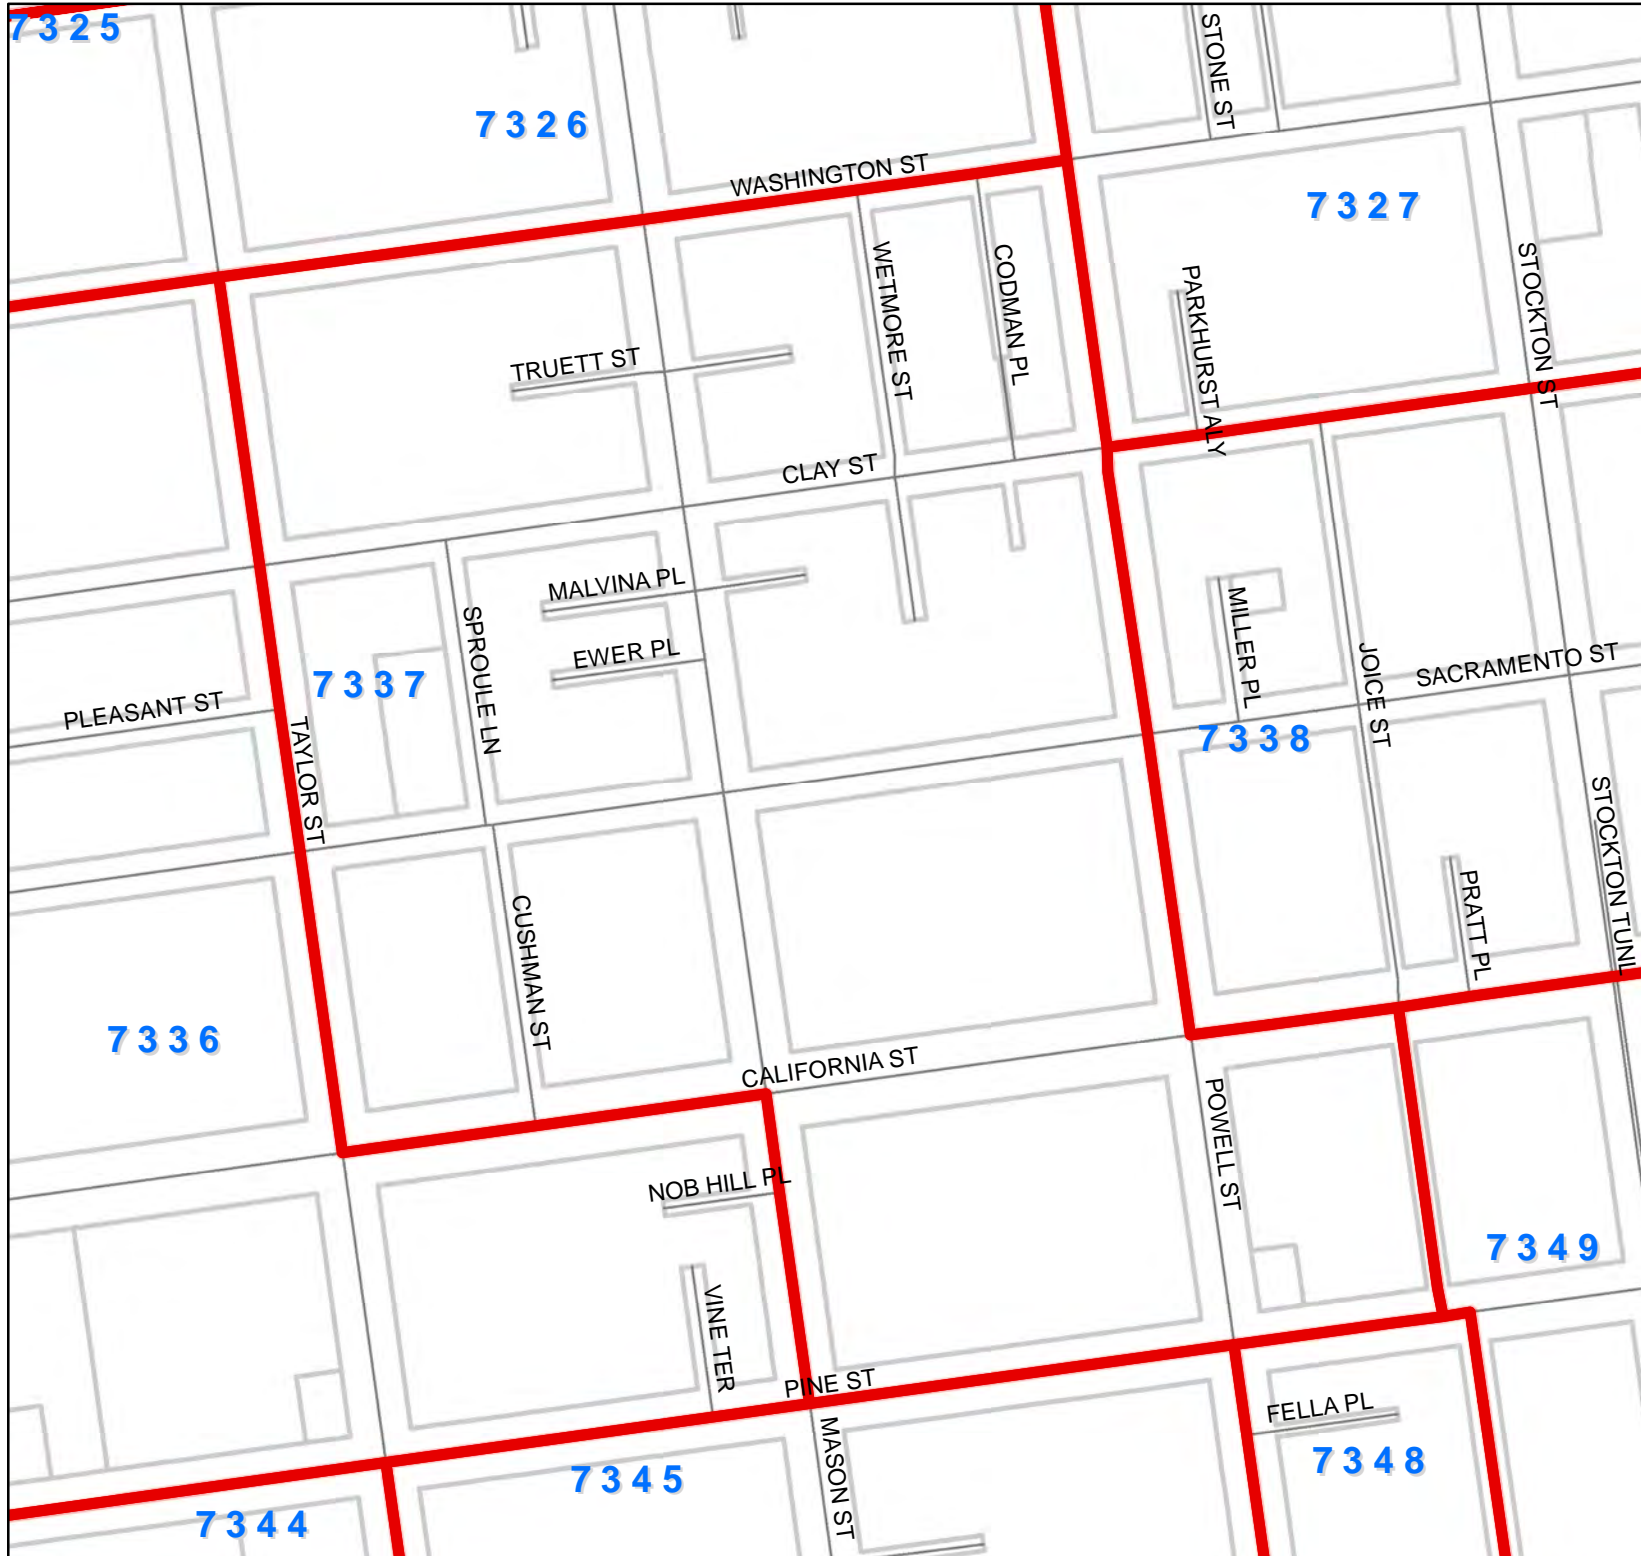 7325
7326
STONE ST
WASHINGTON ST
7327
WETMORE ST
CODMAN PL
PARKHURST ALY
STOCKTON ST
TRUETT ST
CLAY ST
MALVINA PL
SPROULE LN
EWER PL
MILLER PL
JOICE ST
SACRAMENTO ST
7337
PLEASANT ST
TAYLOR ST
7338
STOCKTON TUNL
CUSHMAN ST
PRATT PL
7336
CALIFORNIA ST
POWELL ST
NOB HILL PL
7349
VINE TER
PINE ST
FELLA PL
MASON ST
7348
7345
7344